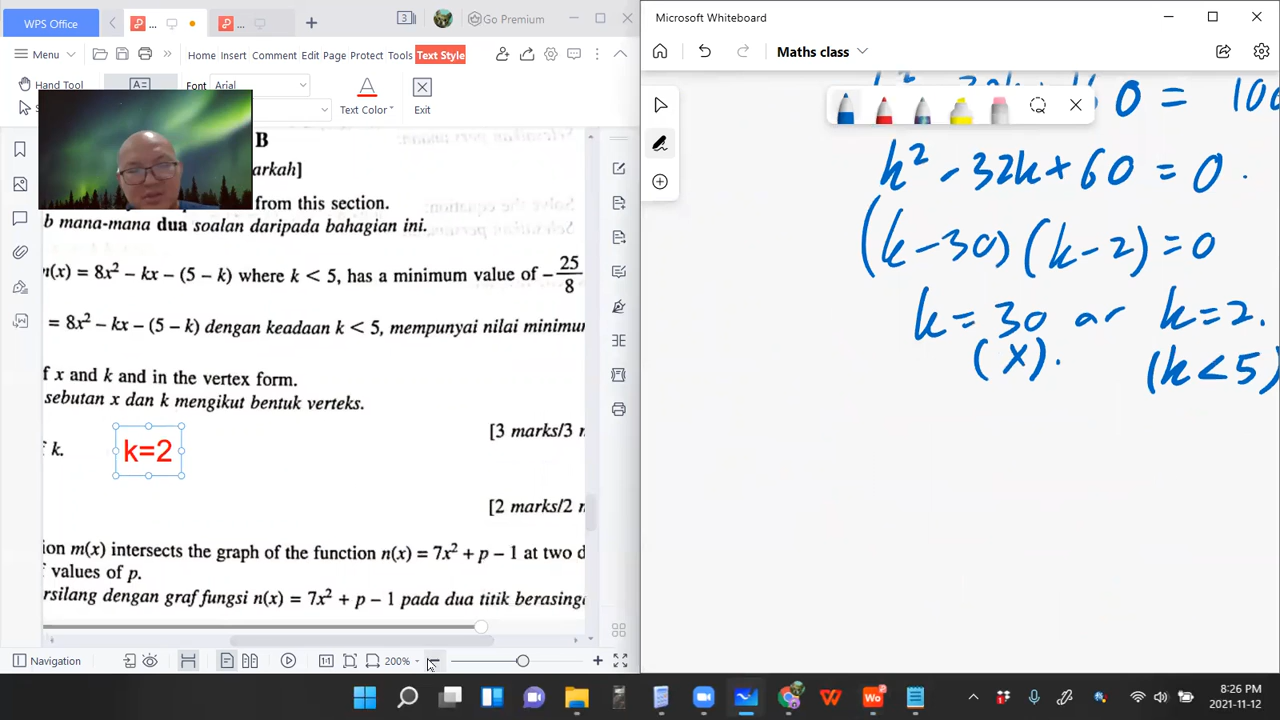 WPS Office
3
Go Premium
Menu
Home Insert Comment Edit Page Protect Tools Text Style
Hand Tool
Font Arial
Text Color
Exit
B
arkah]
from this section.
b mana-mana dua soalan daripada bahagian ini.
n(x) = 8x² − kx − (5 − k) where k < 5, has a minimum value of −25/8
= 8x² − kx − (5 − k) dengan keadaan k < 5, mempunyai nilai minimu
f x and k and in the vertex form.
sebutan x dan k mengikut bentuk verteks.
[3 marks/3 n
k.
k=2
[2 marks/2 n
ion m(x) intersects the graph of the function n(x) = 7x² + p − 1 at two d
values of p.
rsilang dengan graf fungsi n(x) = 7x² + p − 1 pada dua titik berasing
Navigation
200%
Microsoft Whiteboard
Maths class
0 = 100
k² - 32k + 60 = 0.
(k - 30)(k - 2) = 0
k = 30 or k = 2.
(X). (k < 5)
8:26 PM
2021-11-12